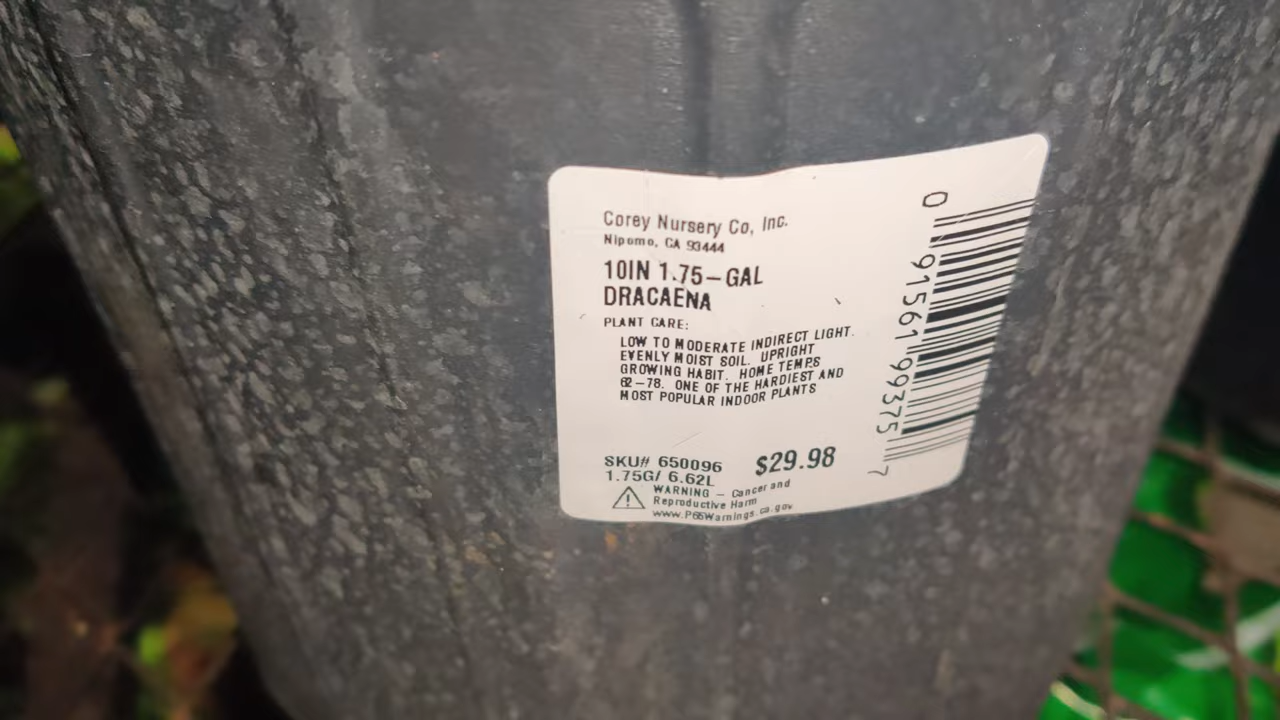 Corey Nursery Co, Inc.
Nipomo, CA 93444
10IN 1.75-GAL
DRACAENA
PLANT CARE:
LOW TO MODERATE INDIRECT LIGHT.
EVENLY MOIST SOIL. UPRIGHT
GROWING HABIT. HOME TEMPS
62-78. ONE OF THE HARDIEST AND
MOST POPULAR INDOOR PLANTS
SKU# 650096 $29.98
1.75G/ 6.62L
WARNING - Cancer and
Reproductive Harm
www.P65Warnings.ca.gov
0 91561 99375 7